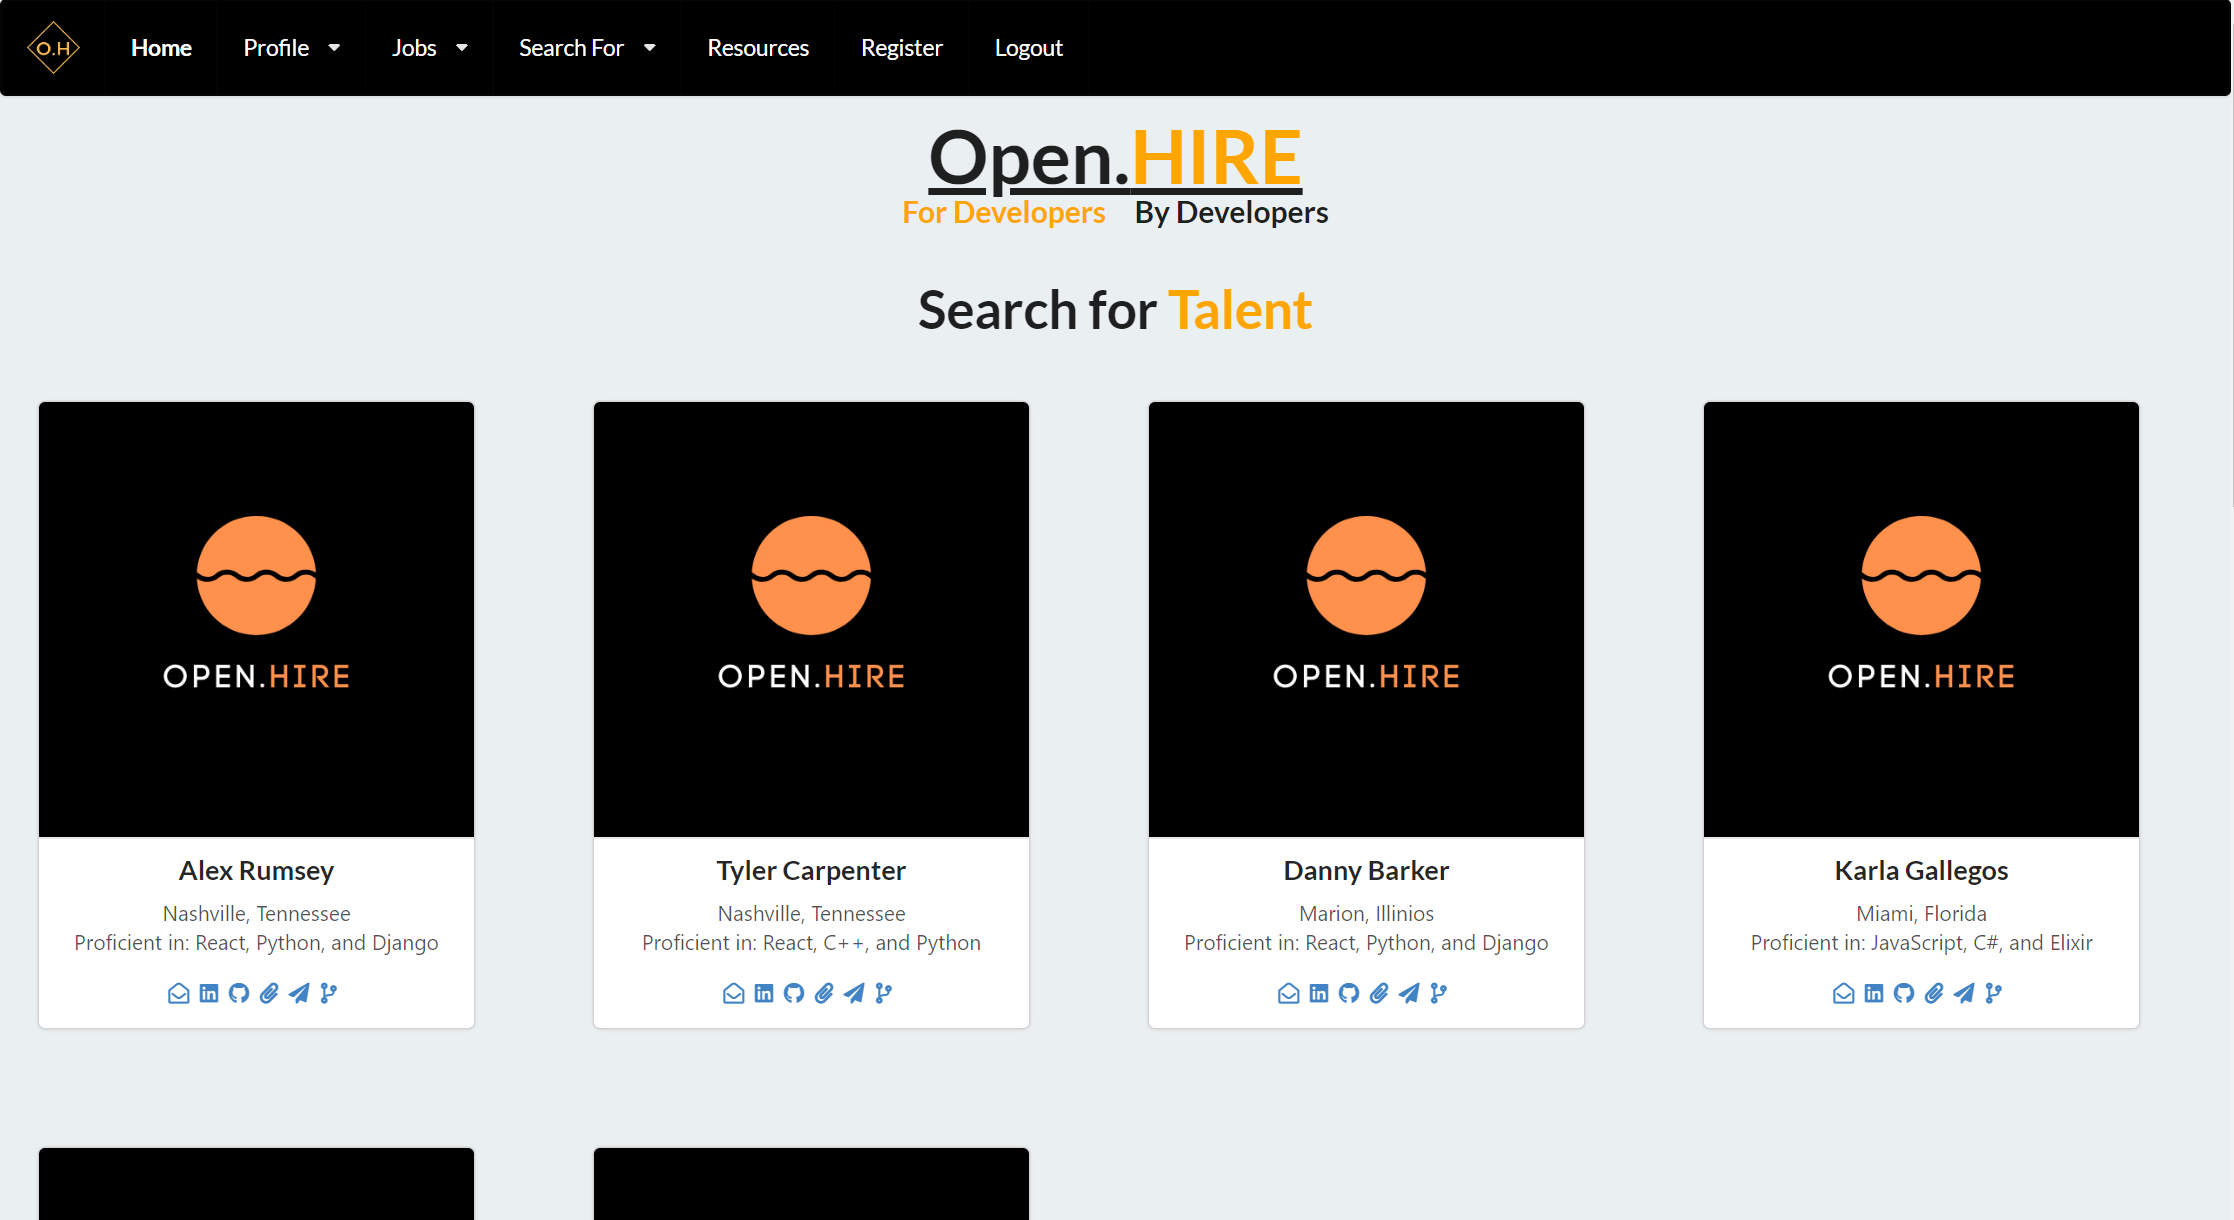 O.H Home Profile Jobs Search For Resources Register Logout
Open.HIRE
For Developers By Developers
Search for Talent
OPEN.HIRE OPEN.HIRE OPEN.HIRE OPEN.HIRE
Alex Rumsey
Nashville, Tennessee
Proficient in: React, Python, and Django
Tyler Carpenter
Nashville, Tennessee
Proficient in: React, C++, and Python
Danny Barker
Marion, Illinios
Proficient in: React, Python, and Django
Karla Gallegos
Miami, Florida
Proficient in: JavaScript, C#, and Elixir